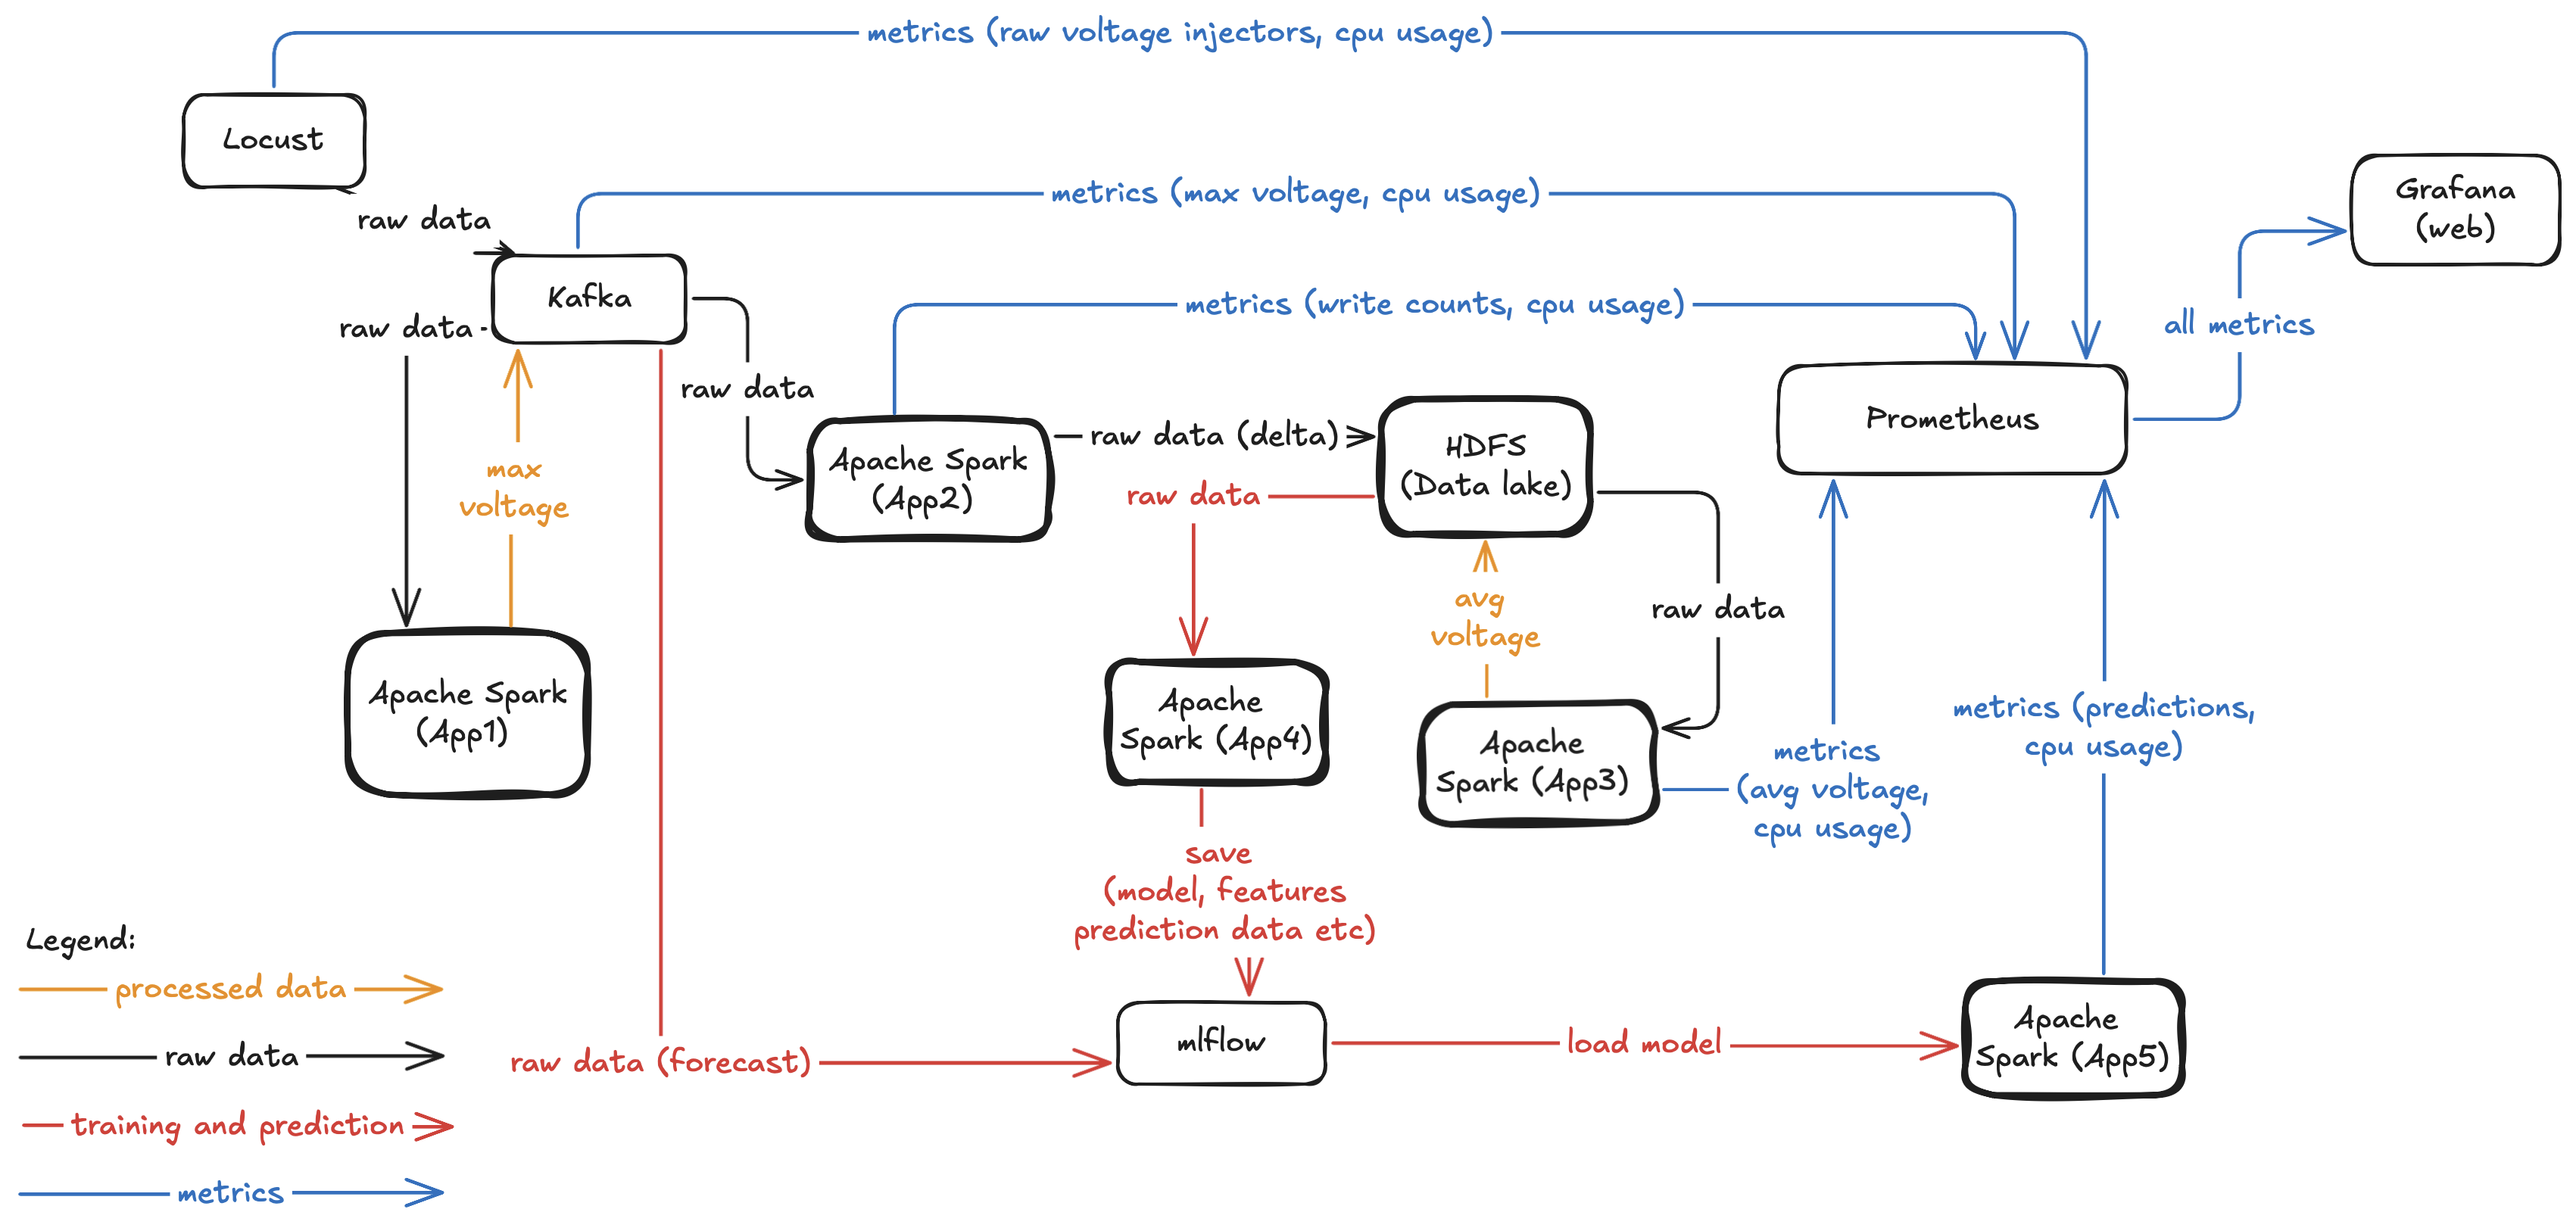 metrics (raw voltage injectors, cpu usage)
Locust
raw data
metrics (max voltage, cpu usage)
Grafana
(web)
Kafka
metrics (write counts, cpu usage)
all metrics
raw data
raw data
Prometheus
Apache Spark
(App2)
raw data (delta)
HDFS
(Data lake)
max
voltage
raw data
avg
voltage
raw data
Apache Spark
(App1)
Apache
Spark (App4)
Apache
Spark (App3)
metrics
(avg voltage,
cpu usage)
metrics (predictions,
cpu usage)
save
(model, features
prediction data etc)
Legend:
processed data
raw data
training and prediction
metrics
raw data (forecast)
mlflow
load model
Apache
Spark (App5)